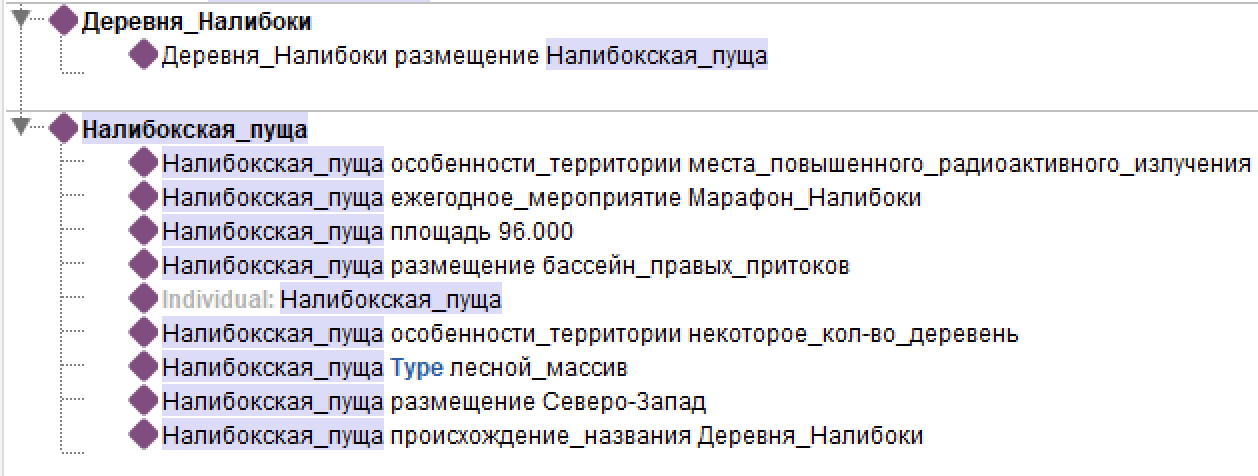 Деревня_Налибоки
Деревня_Налибоки размещение Налибокская_пуща
Налибокская_пуща
Налибокская_пуща особенности_территории места_повышенного_радиоактивного_излучения
Налибокская_пуща ежегодное_мероприятие Марафон_Налибоки
Налибокская_пуща площадь 96.000
Налибокская_пуща размещение бассейн_правых_притоков
Individual: Налибокская_пуща
Налибокская_пуща особенности_территории некоторое_кол-во_деревень
Налибокская_пуща Type лесной_массив
Налибокская_пуща размещение Северо-Запад
Налибокская_пуща происхождение_названия Деревня_Налибоки